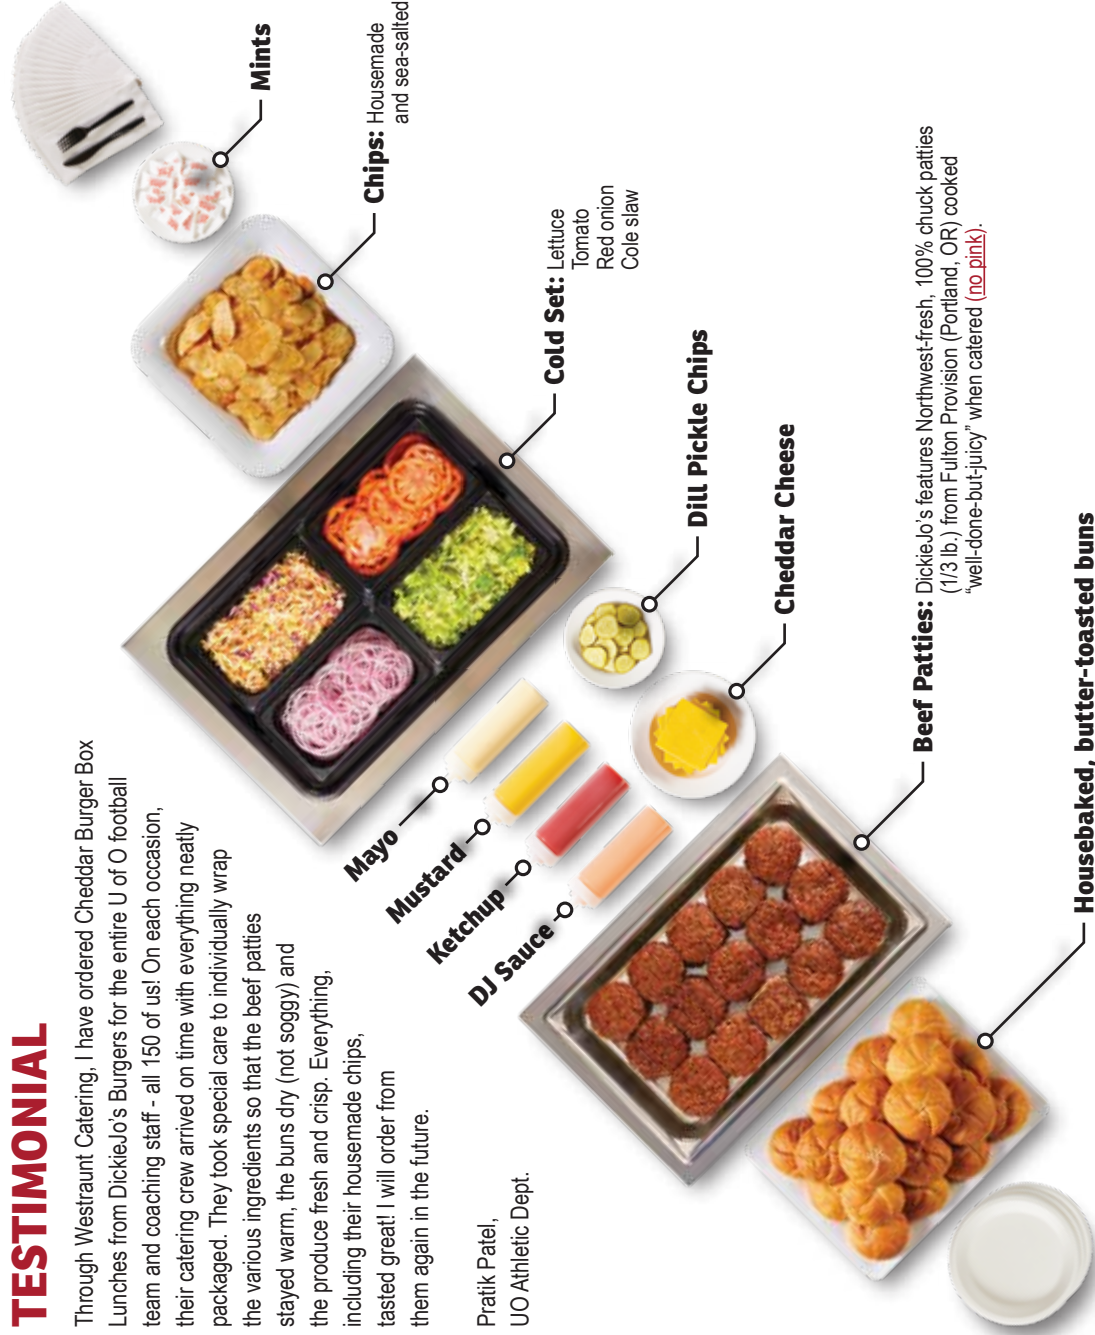 TESTIMONIAL
Through Westraunt Catering, I have ordered Cheddar Burger Box
Lunches from DickieJo's Burgers for the entire U of O football
team and coaching staff - all 150 of us! On each occasion,
their catering crew arrived on time with everything neatly
packaged. They took special care to individually wrap
the various ingredients so that the beef patties
stayed warm, the buns dry (not soggy) and
the produce fresh and crisp. Everything,
including their housemade chips,
tasted great! I will order from
them again in the future.
Pratik Patel,
UO Athletic Dept.
Mints
Chips: Housemade
and sea-salted
Cold Set: Lettuce
Tomato
Red onion
Cole slaw
Dill Pickle Chips
Cheddar Cheese
Mayo
Mustard
Ketchup
DJ Sauce
Beef Patties: DickieJo's features Northwest-fresh, 100% chuck patties
(1/3 lb.) from Fulton Provision (Portland, OR) cooked
“well-done-but-juicy” when catered (no pink).
Housebaked, butter-toasted buns